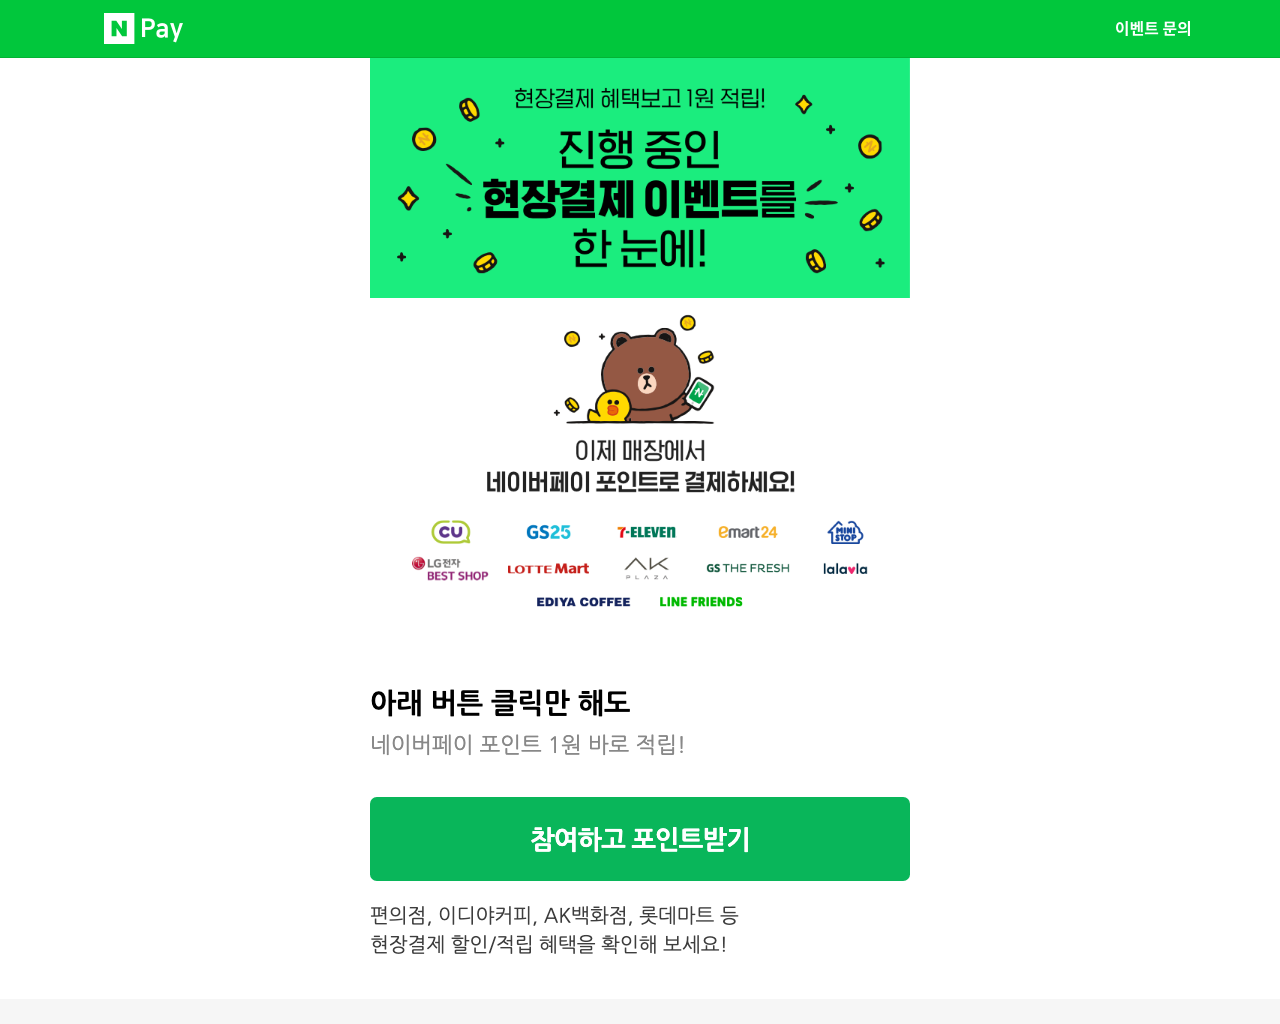 N Pay
이벤트 문의
현장결제 혜택보고 1원 적립!
진행 중인
현장결제 이벤트를
한 눈에!
이제 매장에서
네이버페이 포인트로 결제하세요!
CU GS25 7-ELEVEN emart24 MINI STOP
LG전자 BEST SHOP LOTTE Mart AK PLAZA GS THE FRESH lalavla
EDIYA COFFEE LINE FRIENDS
아래 버튼 클릭만 해도
네이버페이 포인트 1원 바로 적립!
참여하고 포인트받기
편의점, 이디야커피, AK백화점, 롯데마트 등
현장결제 할인/적립 혜택을 확인해 보세요!